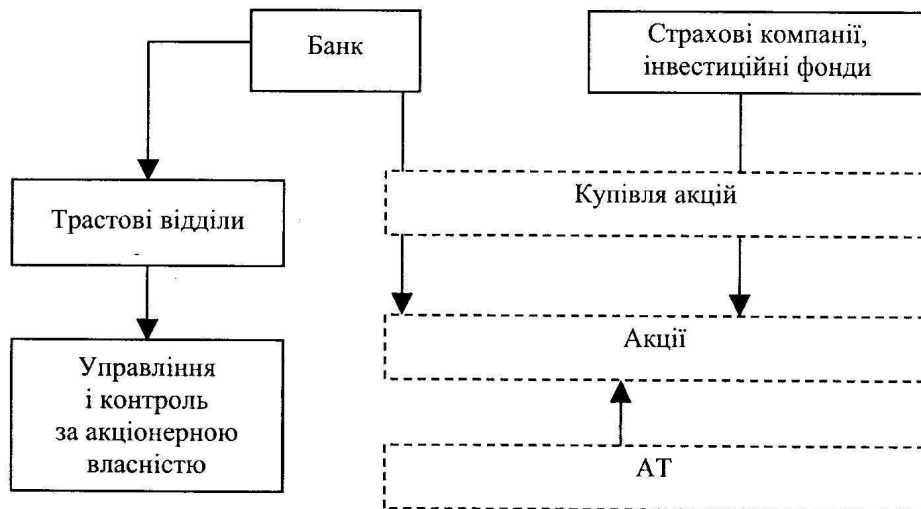 Банк
Страхові компанії,
інвестиційні фонди
Трастові відділи
Купівля акцій
Управління
і контроль
за акціонерною
власністю
Акції
АТ